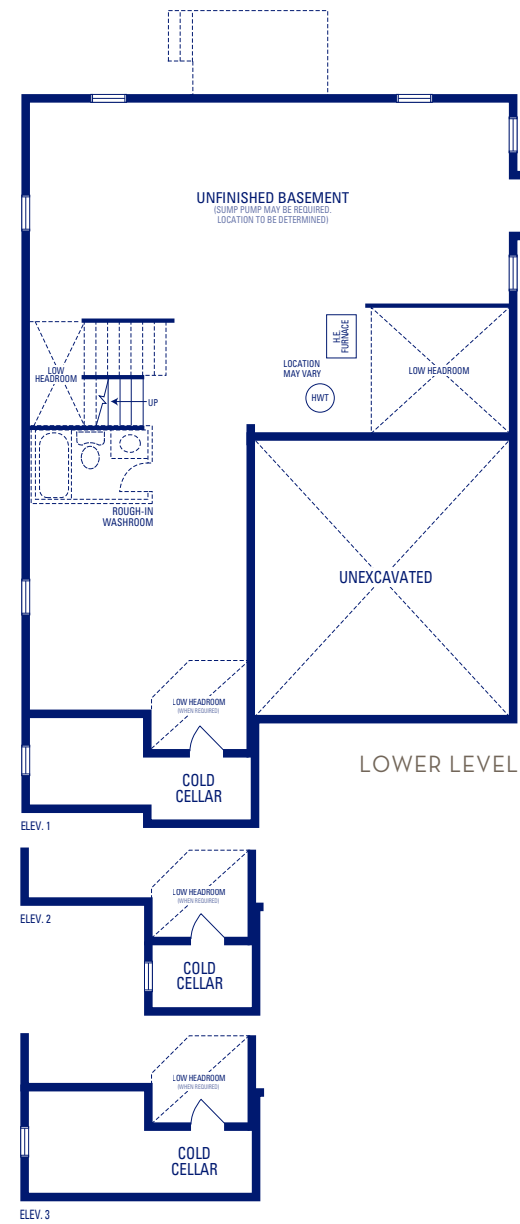 UNFINISHED BASEMENT
(SUMP PUMP MAY BE REQUIRED.
LOCATION TO BE DETERMINED)
H.E.
FURNACE
LOW
HEADROOM
LOCATION
MAY VARY
LOW HEADROOM
HWT
UP
ROUGH-IN
WASHROOM
UNEXCAVATED
LOW HEADROOM
(WHEN REQUIRED)
LOWER LEVEL
COLD
CELLAR
ELEV. 1
LOW HEADROOM
(WHEN REQUIRED)
ELEV. 2
COLD
CELLAR
LOW HEADROOM
(WHEN REQUIRED)
COLD
CELLAR
ELEV. 3